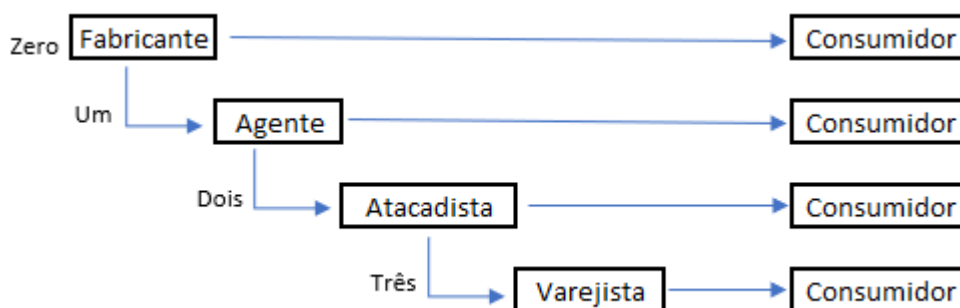 Zero Fabricante Consumidor
Um Agente Consumidor
Dois Atacadista Consumidor
Três Varejista Consumidor